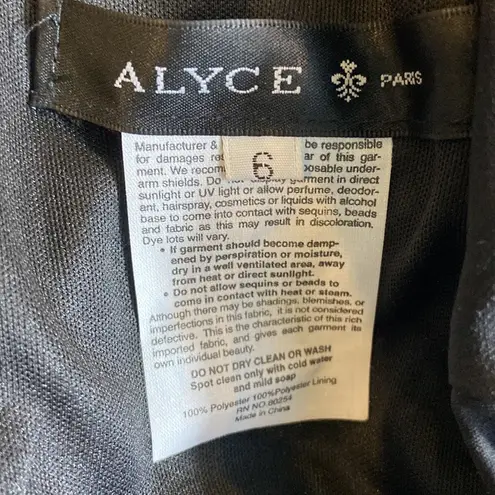 ALYCE PARIS
6
Manufacturer & be responsible
for damages ar of this gar-
ment. We recom posable under-
arm shields. Do display garment in direct
sunlight or UV light or allow perfume, deodor-
ant, hairspray, cosmetics or liquids with alcohol
base to come into contact with sequins, beads
and fabric as this may result in discoloration.
Dye lots will vary.
• If garment should become damp-
ened by perspiration or moisture,
dry in a well ventilated area, away
from heat or direct sunlight.
• Do not allow sequins or beads to
come in contact with heat or steam.
Although there may be shadings, blemishes, or
imperfections in this fabric, it is not considered
defective. This is the characteristic of this rich
imported fabric, and gives each garment its
own individual beauty.
DO NOT DRY CLEAN OR WASH
Spot clean only with cold water
and mild soap
100% Polyester 100%Polyester Lining
RN NO.90254
Made in China